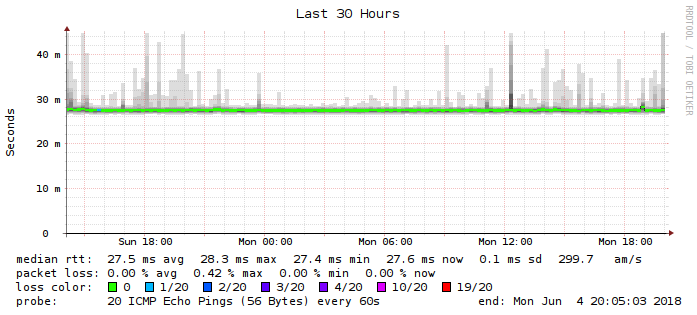 Last 30 Hours
RRDTOOL / TOBI OETIKER
Seconds
40 m
30 m
20 m
10 m
0
Sun 18:00 Mon 00:00 Mon 06:00 Mon 12:00 Mon 18:00
median rtt: 27.5 ms avg 28.3 ms max 27.4 ms min 27.6 ms now 0.1 ms sd 299.7 am/s
packet loss: 0.00 % avg 0.42 % max 0.00 % min 0.00 % now
loss color: 0 1/20 2/20 3/20 4/20 10/20 19/20
probe: 20 ICMP Echo Pings (56 Bytes) every 60s end: Mon Jun 4 20:05:03 2018